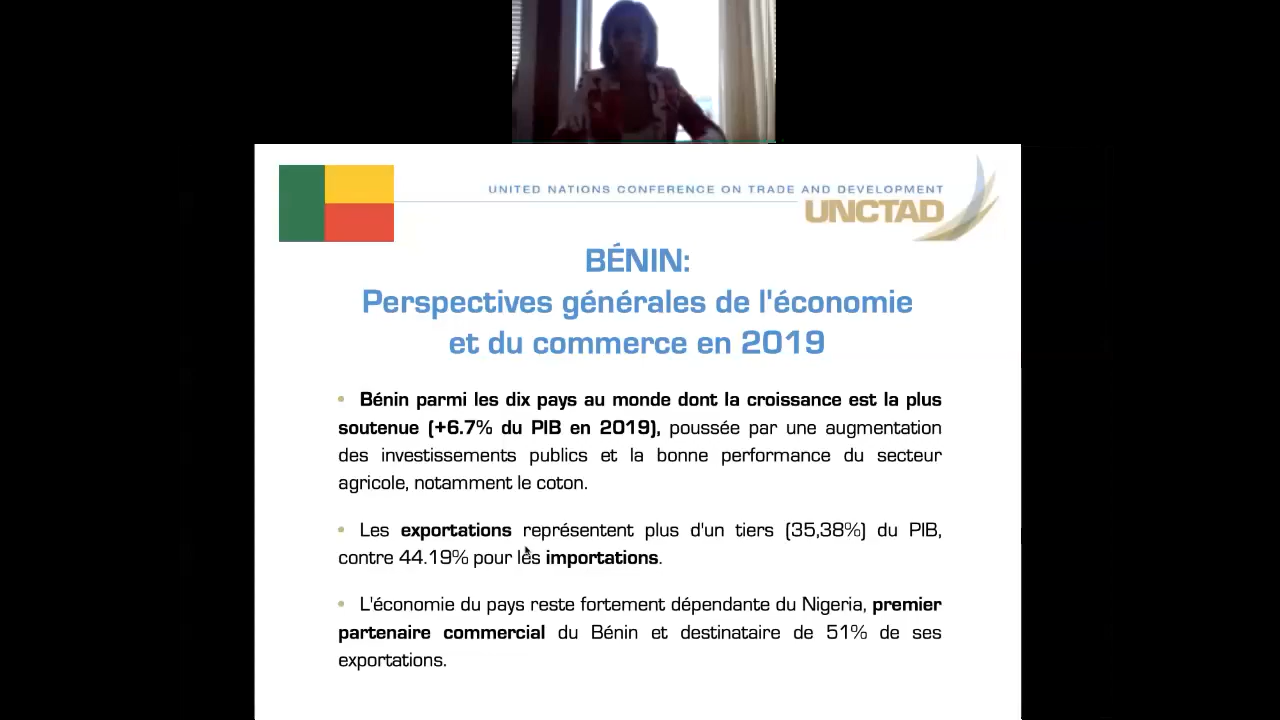 UNITED NATIONS CONFERENCE ON TRADE AND DEVELOPMENT
UNCTAD
BÉNIN:
Perspectives générales de l'économie
et du commerce en 2019
• Bénin parmi les dix pays au monde dont la croissance est la plus
soutenue (+6.7% du PIB en 2019), poussée par une augmentation
des investissements publics et la bonne performance du secteur
agricole, notamment le coton.
• Les exportations représentent plus d'un tiers (35,38%) du PIB,
contre 44.19% pour les importations.
• L'économie du pays reste fortement dépendante du Nigeria, premier
partenaire commercial du Bénin et destinataire de 51% de ses
exportations.